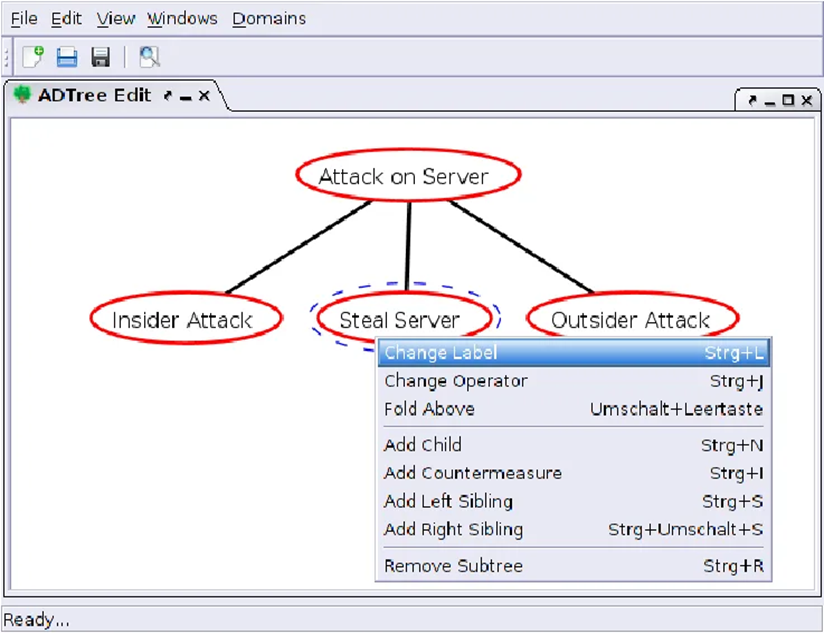 File Edit View Windows Domains
ADTree Edit
Attack on Server
Insider Attack Steal Server Outsider Attack
Change Label Strg+L
Change Operator Strg+J
Fold Above Umschalt+Leertaste
Add Child Strg+N
Add Countermeasure Strg+I
Add Left Sibling Strg+S
Add Right Sibling Strg+Umschalt+S
Remove Subtree Strg+R
Ready...